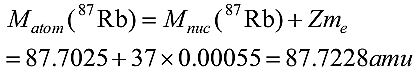 M_atom(⁸⁷Rb) = M_nuc(⁸⁷Rb) + Zm_e
= 87.7025 + 37 × 0.00055 = 87.7228amu